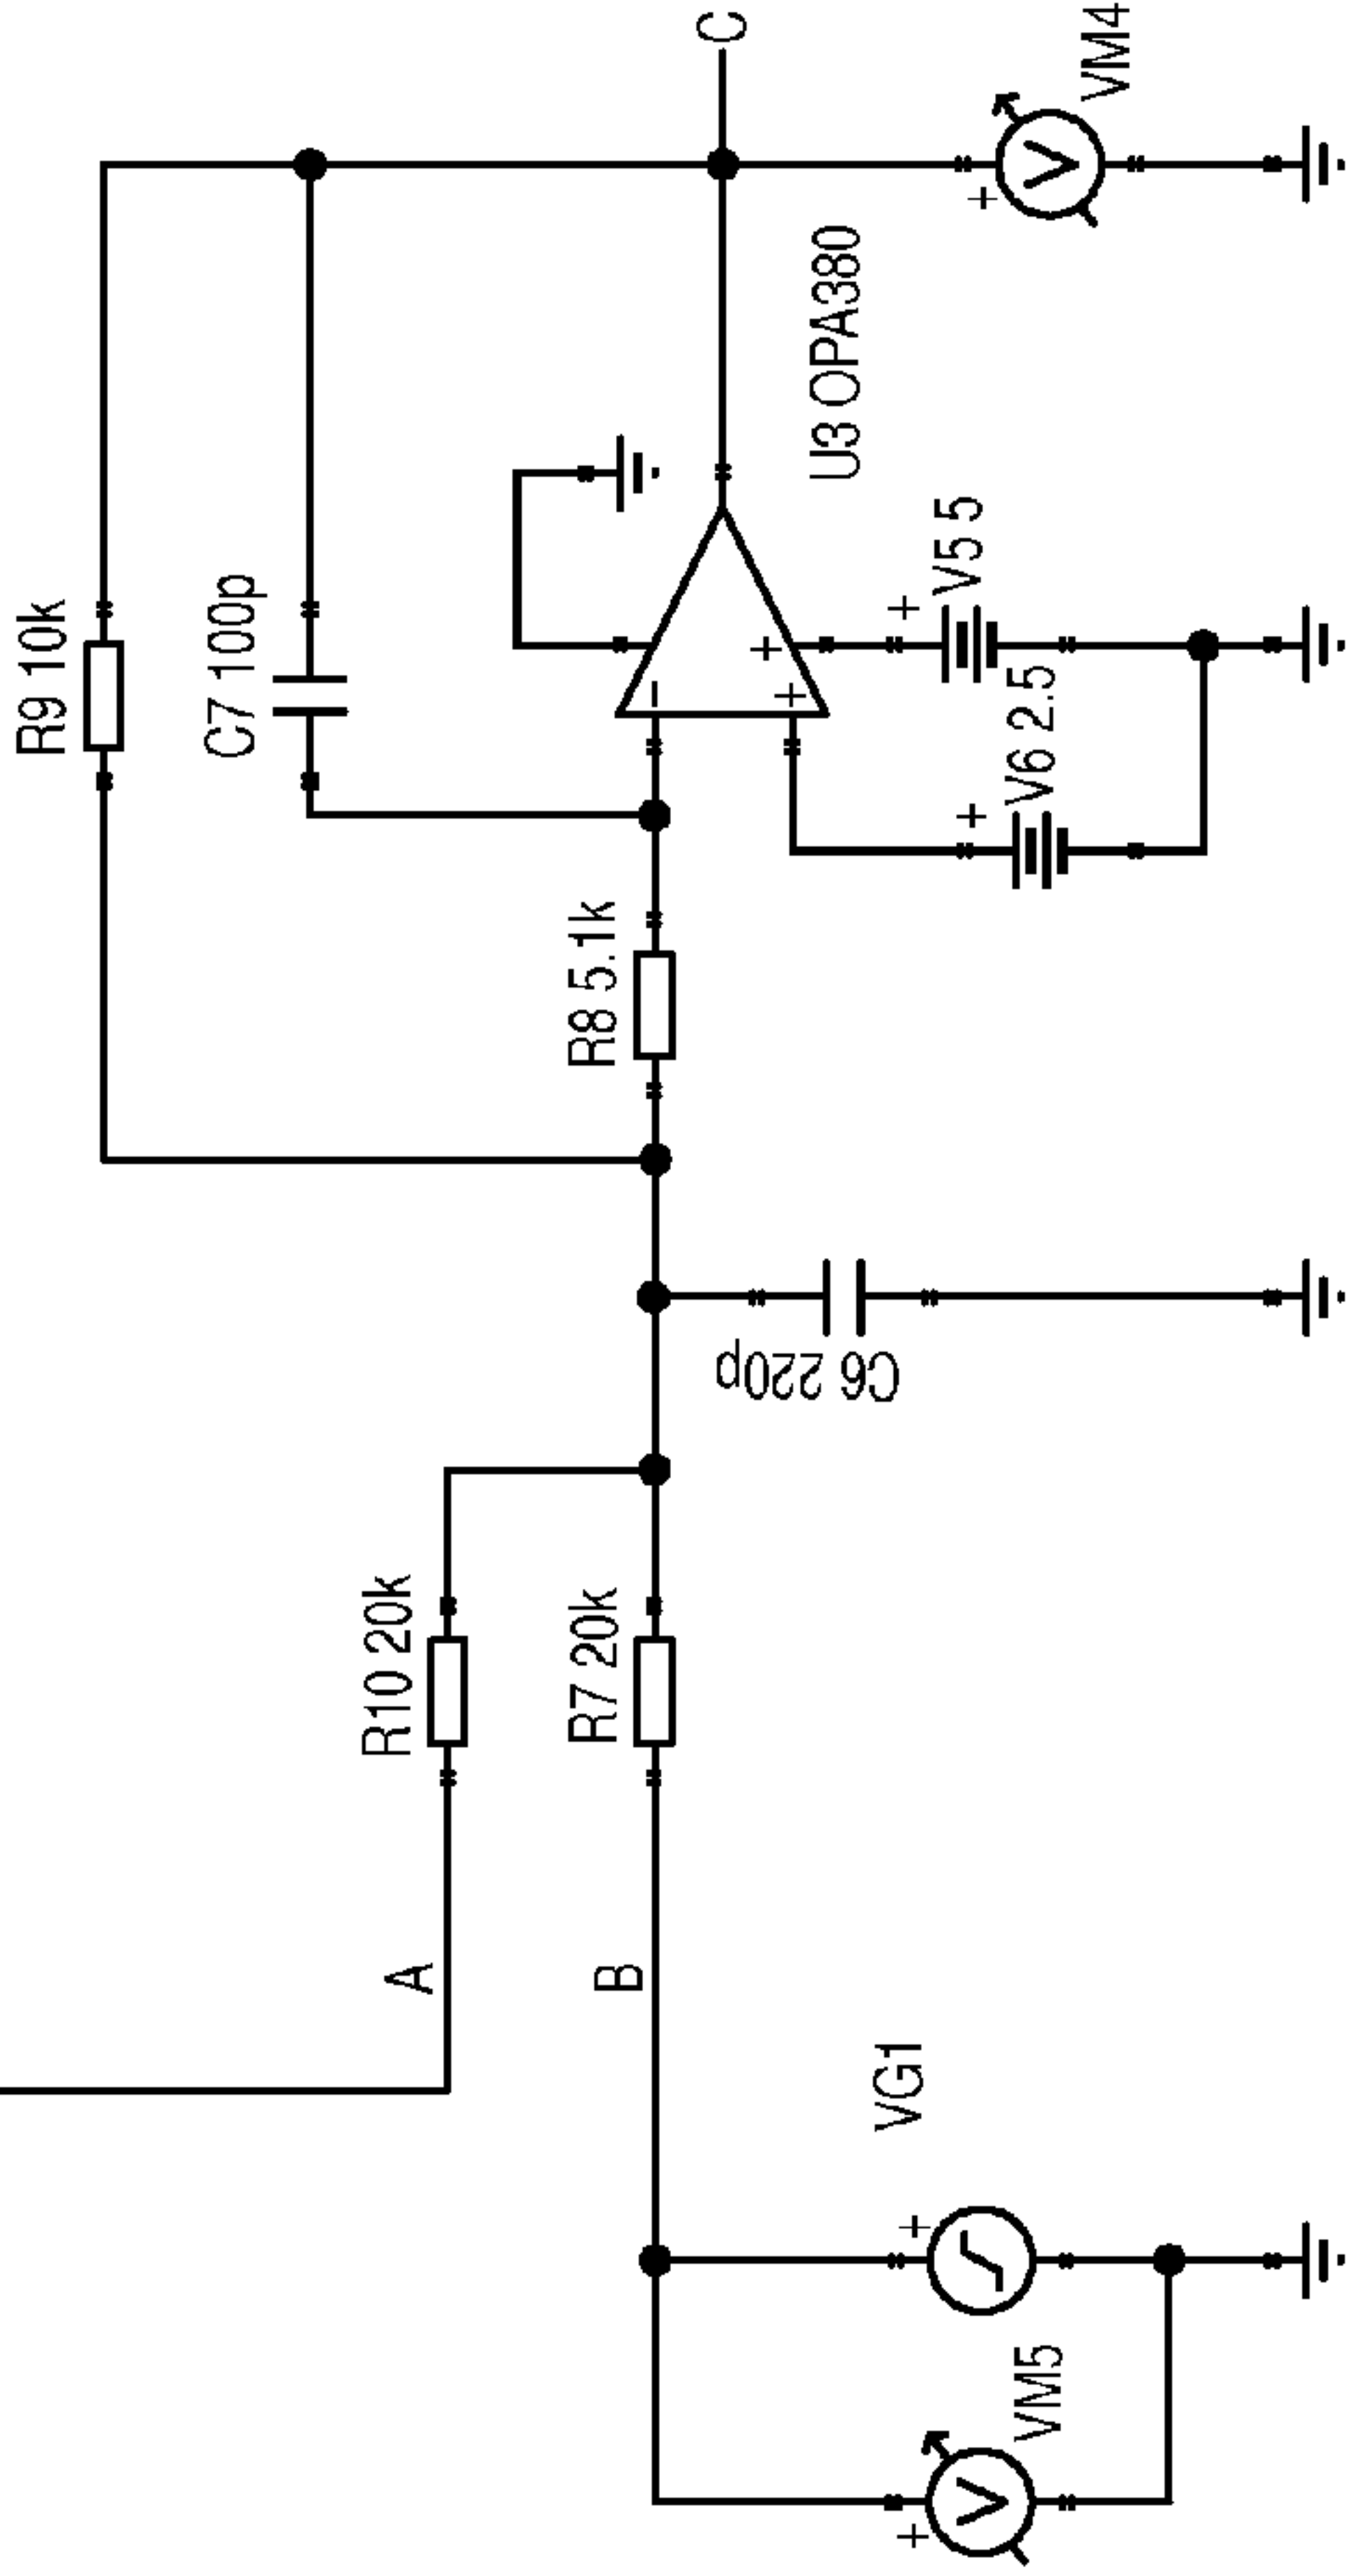 R9 10k
C7 100p
R8 5.1k
R10 20k
R7 20k
A
B
C
C6 220p
U3 OPA380
V5 5
V6 2.5
VG1
VM5
VM4
+
+
+
+
+
+
+
−